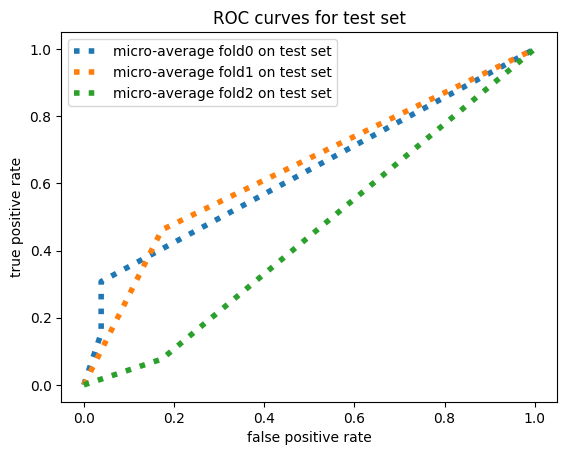 ROC curves for test set
micro-average fold0 on test set
micro-average fold1 on test set
micro-average fold2 on test set
true positive rate
1.0
0.8
0.6
0.4
0.2
0.0
0.0 0.2 0.4 0.6 0.8 1.0
false positive rate